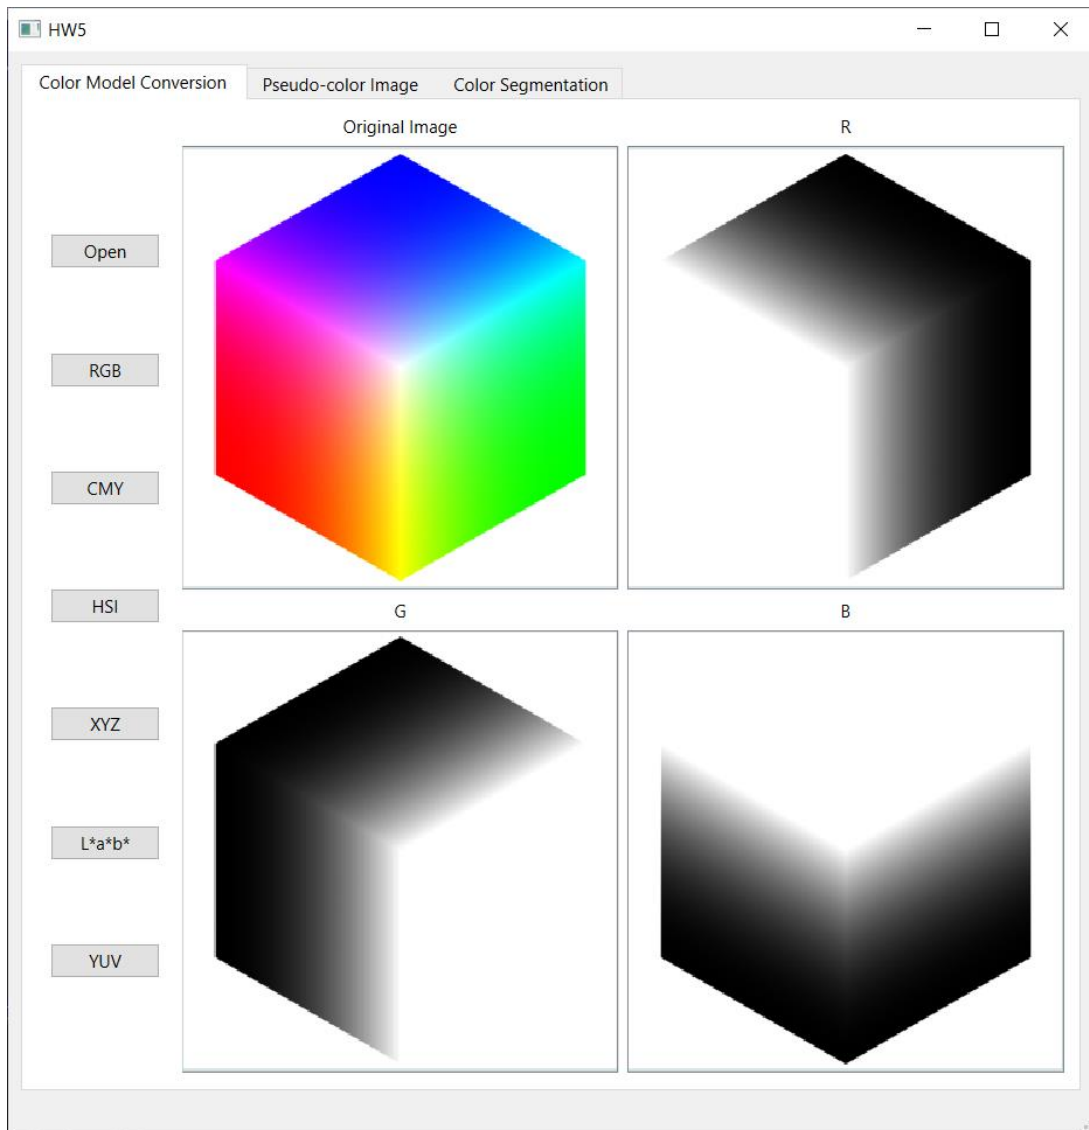 HW5
Color Model Conversion
Pseudo-color Image
Color Segmentation
Original Image
R
Open
RGB
CMY
HSI
G
B
XYZ
L*a*b*
YUV